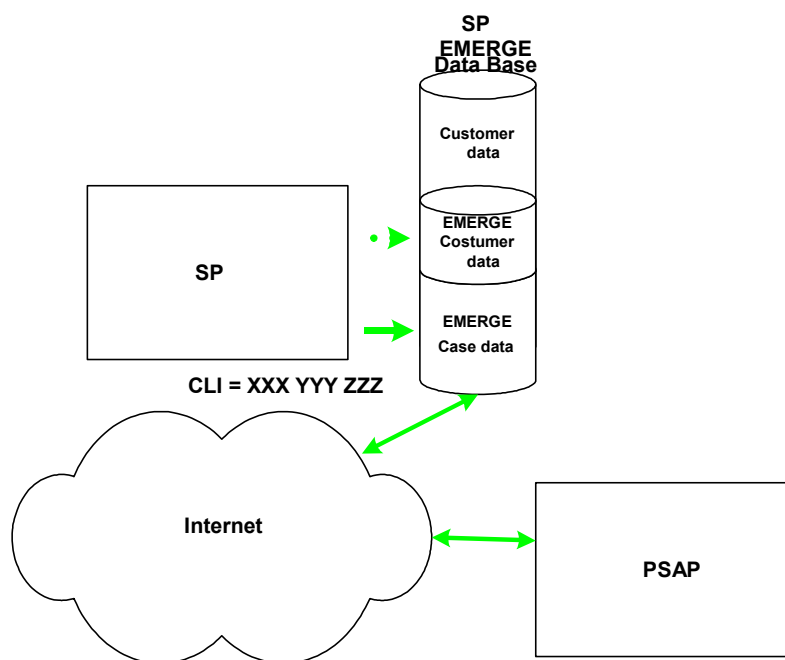 SP
EMERGE
Data Base
Customer
data
EMERGE
Costumer
data
SP
EMERGE
Case data
CLI = XXX YYY ZZZ
Internet
PSAP